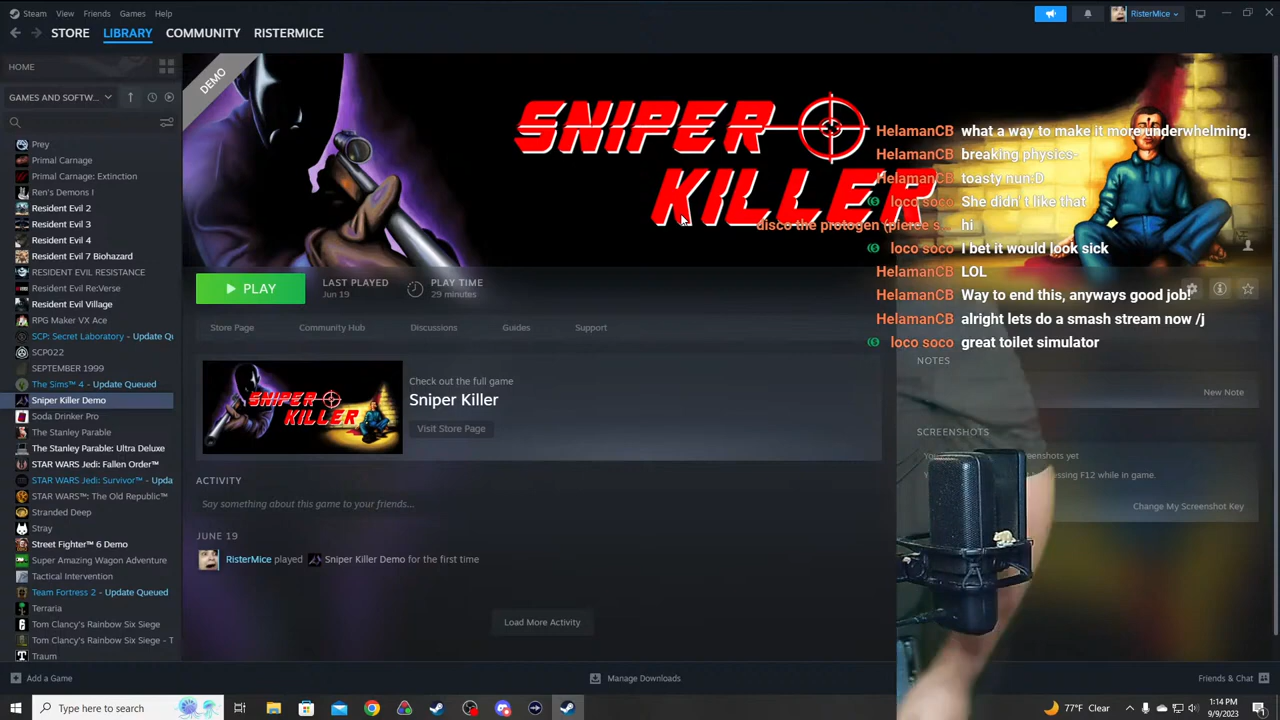 Steam View Friends Games Help
RisterMice
STORE LIBRARY COMMUNITY RISTERMICE
HOME
GAMES AND SOFTW...
Prey
Primal Carnage
Primal Carnage: Extinction
Ren's Demons I
Resident Evil 2
Resident Evil 3
Resident Evil 4
Resident Evil 7 Biohazard
RESIDENT EVIL RESISTANCE
Resident Evil Re:Verse
Resident Evil Village
RPG Maker VX Ace
SCP: Secret Laboratory - Update Qu
SCP022
SEPTEMBER 1999
The Sims™ 4 - Update Queued
Sniper Killer Demo
Soda Drinker Pro
The Stanley Parable
The Stanley Parable: Ultra Deluxe
STAR WARS Jedi: Fallen Order™
STAR WARS Jedi: Survivor™ - Upda
STAR WARS™: The Old Republic™
Stranded Deep
Stray
Street Fighter™ 6 Demo
Super Amazing Wagon Adventure
Tactical Intervention
Team Fortress 2 - Update Queued
Terraria
Tom Clancy's Rainbow Six Siege
Tom Clancy's Rainbow Six Siege - T
Traum
DEMO
SNIPER
KILLER
HelamanCB what a way to make it more underwhelming.
HelamanCB breaking physics-
HelamanCB toasty nun:D
loco soco She didn't like that
disco the protogen (pierce s... hi
loco soco I bet it would look sick
HelamanCB LOL
HelamanCB Way to end this, anyways good job!
HelamanCB alright lets do a smash stream now /j
loco soco great toilet simulator
PLAY
LAST PLAYED
Jun 19
PLAY TIME
29 minutes
Store Page Community Hub Discussions Guides Support
SNIPER
KILLER
Check out the full game
Sniper Killer
Visit Store Page
ACTIVITY
Say something about this game to your friends...
JUNE 19
RisterMice played Sniper Killer Demo for the first time
Load More Activity
NOTES
New Note
SCREENSHOTS
eenshots yet
essing F12 while in game.
Change My Screenshot Key
Add a Game
Manage Downloads
Friends & Chat
Type here to search
77°F Clear
1:14 PM
9/9/2023